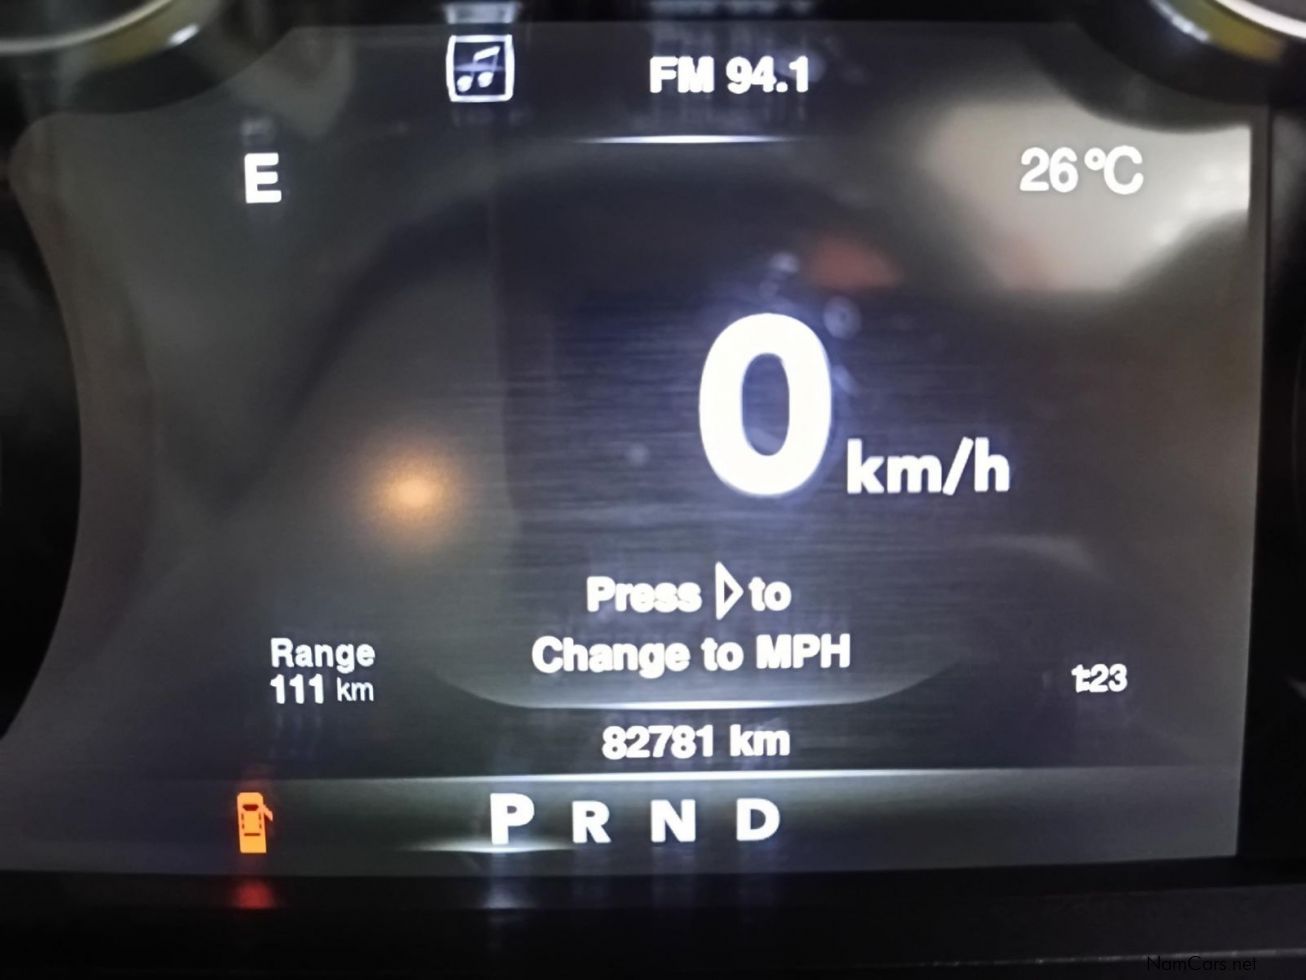 FM 94.1
E
26°C
0 km/h
Press ▷ to
Change to MPH
Range
111 km
1:23
82781 km
P R N D
NamCars.net